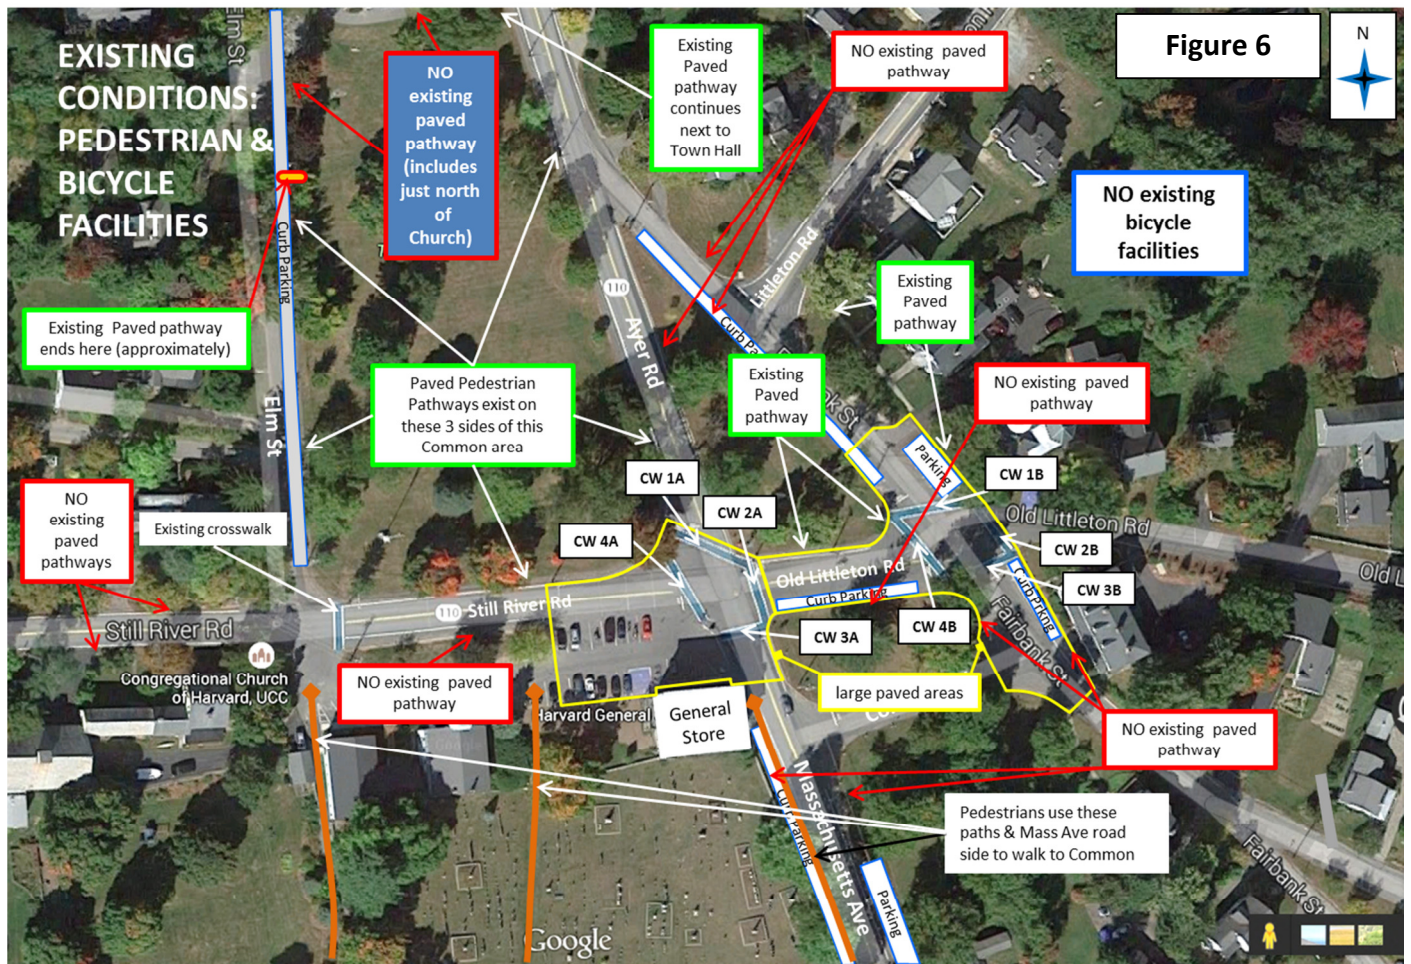 EXISTING
CONDITIONS:
PEDESTRIAN &
BICYCLE
FACILITIES
Elm St
NO
existing
paved
pathway
(includes
just north
of
Church)
Existing
Paved
pathway
continues
next to
Town Hall
NO existing paved
pathway
Figure 6
N
NO existing
bicycle
facilities
Curb Parking
Existing Paved pathway
ends here (approximately)
Elm St
Paved Pedestrian
Pathways exist on
these 3 sides of this
Common area
110
Ayer Rd
Littleton Rd
Curb Pa
Existing
Paved
pathway
Existing
Paved
pathway
NO existing paved
pathway
ok St
Parking
CW 1A
CW 2A
CW 4A
CW 1B
Old Littleton Rd
CW 2B
CW 3B
Curb Prkng
Old L
NO
existing
paved
pathways
Existing crosswalk
Still River Rd
110
Still River Rd
Old Littleton Rd
Curb Parking
CW 3A
CW 4B
Fairbank St
Congregational Church
of Harvard, UCC
NO existing paved
pathway
large paved areas
Harvard General
General
Store
NO existing paved
pathway
Massachusetts Ave
Curb Parking
Parking
Pedestrians use these
paths & Mass Ave road
side to walk to Common
Fairbank St
Google